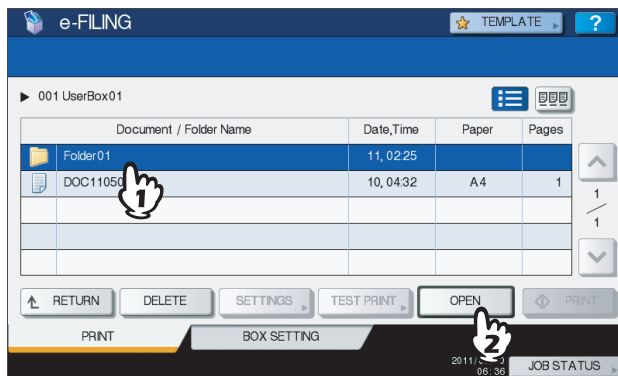 e-FILING
TEMPLATE
?
001 UserBox01
Document / Folder Name Date,Time Paper Pages
Folder01 11, 02:25
DOC11050 10, 04:32 A4 1
1
1
1
RETURN DELETE SETTINGS TEST PRINT OPEN PRINT
2
PRINT BOX SETTING
2011/
06:36
JOB STATUS